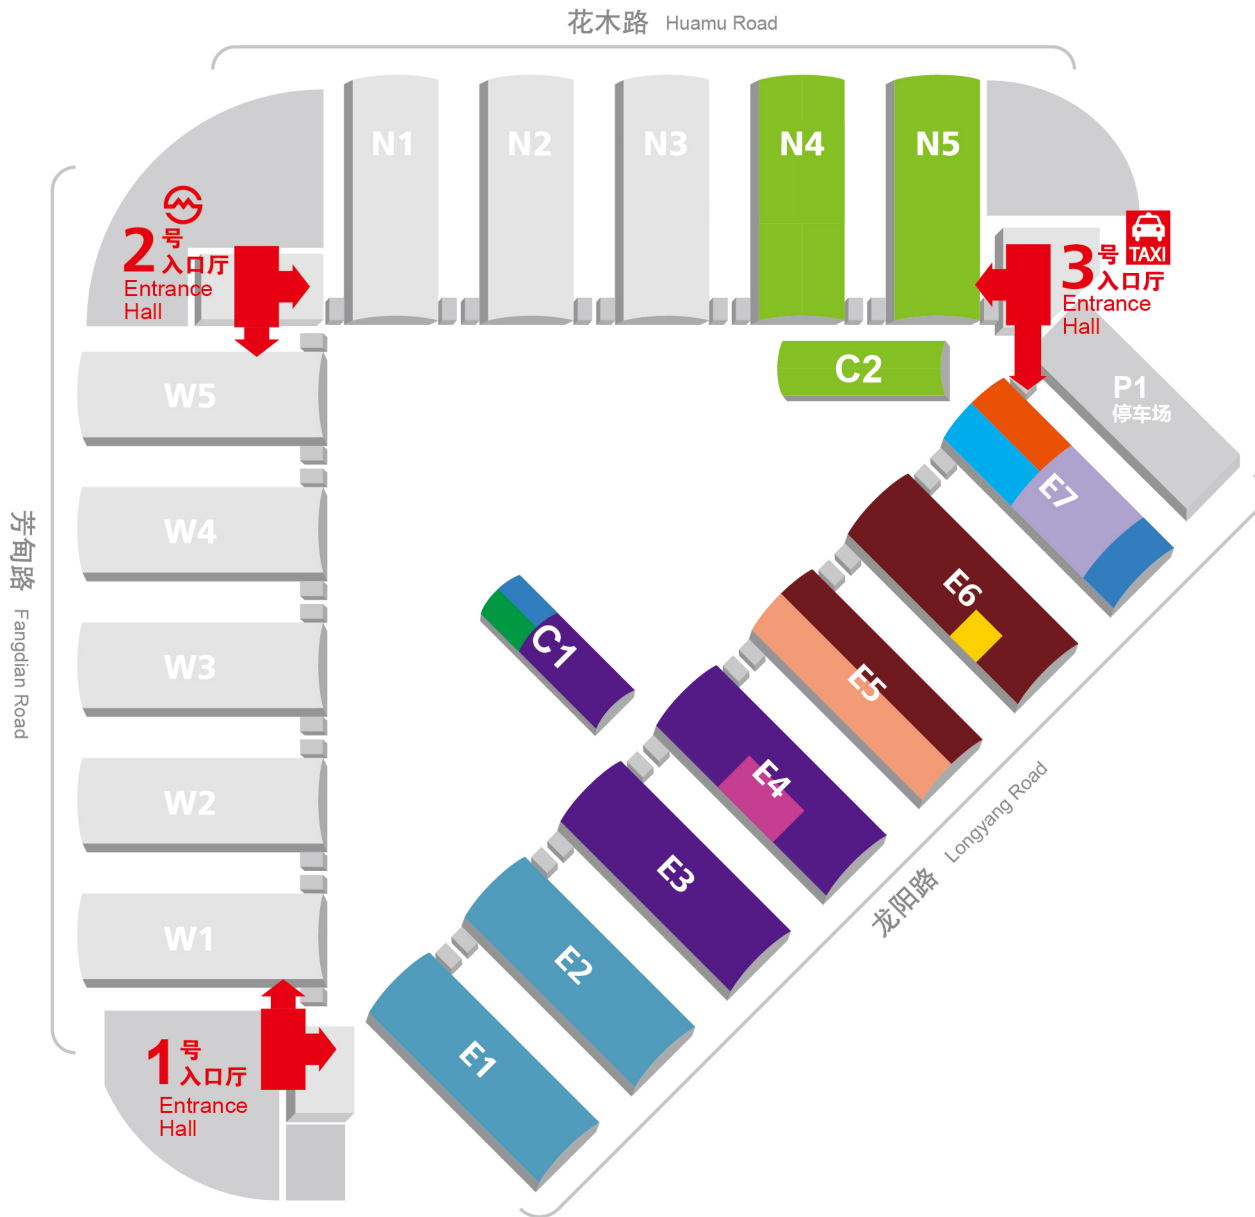 花木路 Huamu Road
N1
N2
N3
N4
N5
2号
入口厅
Entrance
Hall
3号
入口厅
Entrance
Hall
TAXI
C2
P1
停车场
W5
W4
W3
W2
W1
芳甸路 Fangdian Road
C1
E7
E6
E5
E4
E3
E2
E1
龙阳路 Longyang Road
1号
入口厅
Entrance
Hall